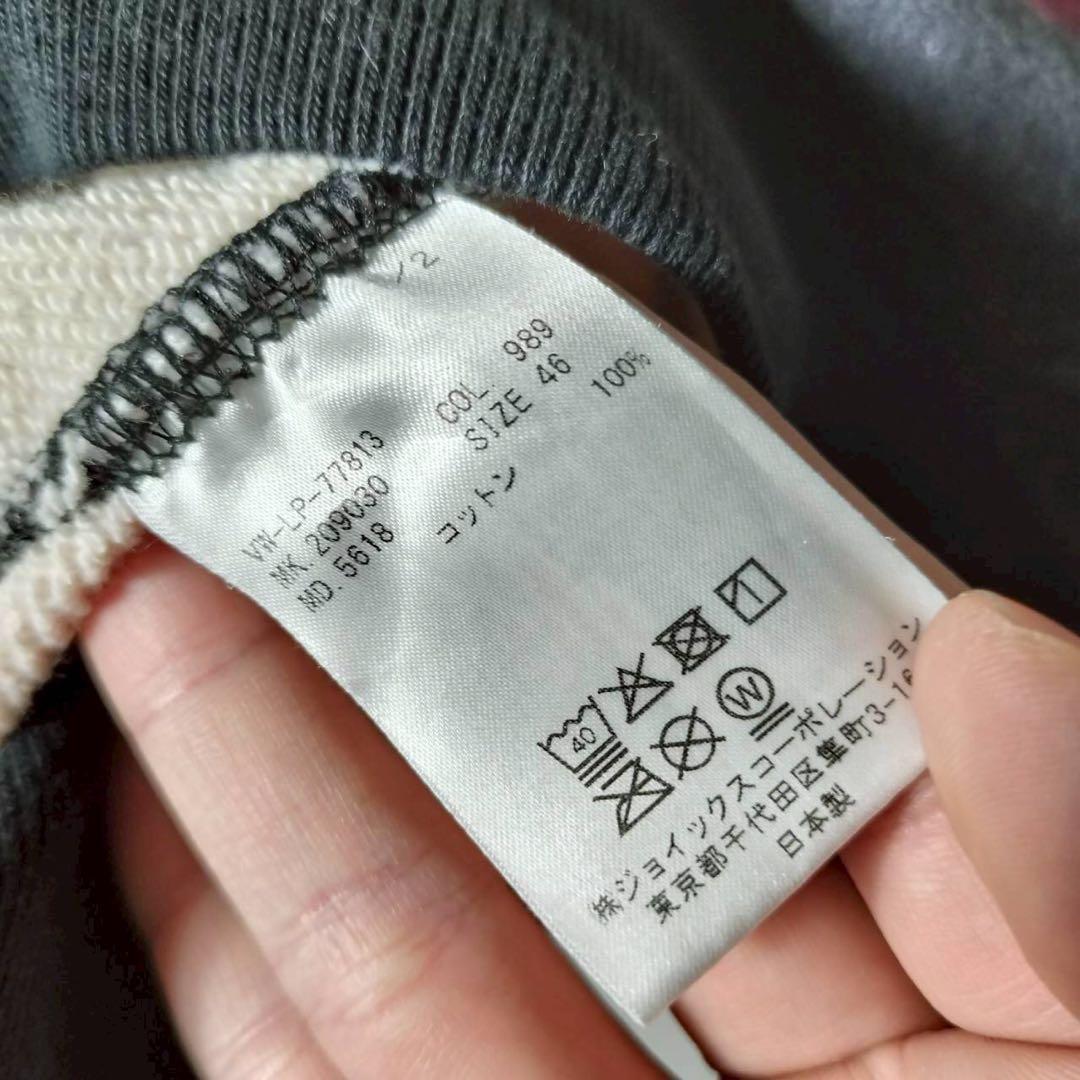 VW-LP-77813 COL. 989
MK. 209030 SIZE 46
MD. 5618
コットン 100%
40
W
株ジョイックスコーポレーション
東京都千代田区隼町3-16
日本製